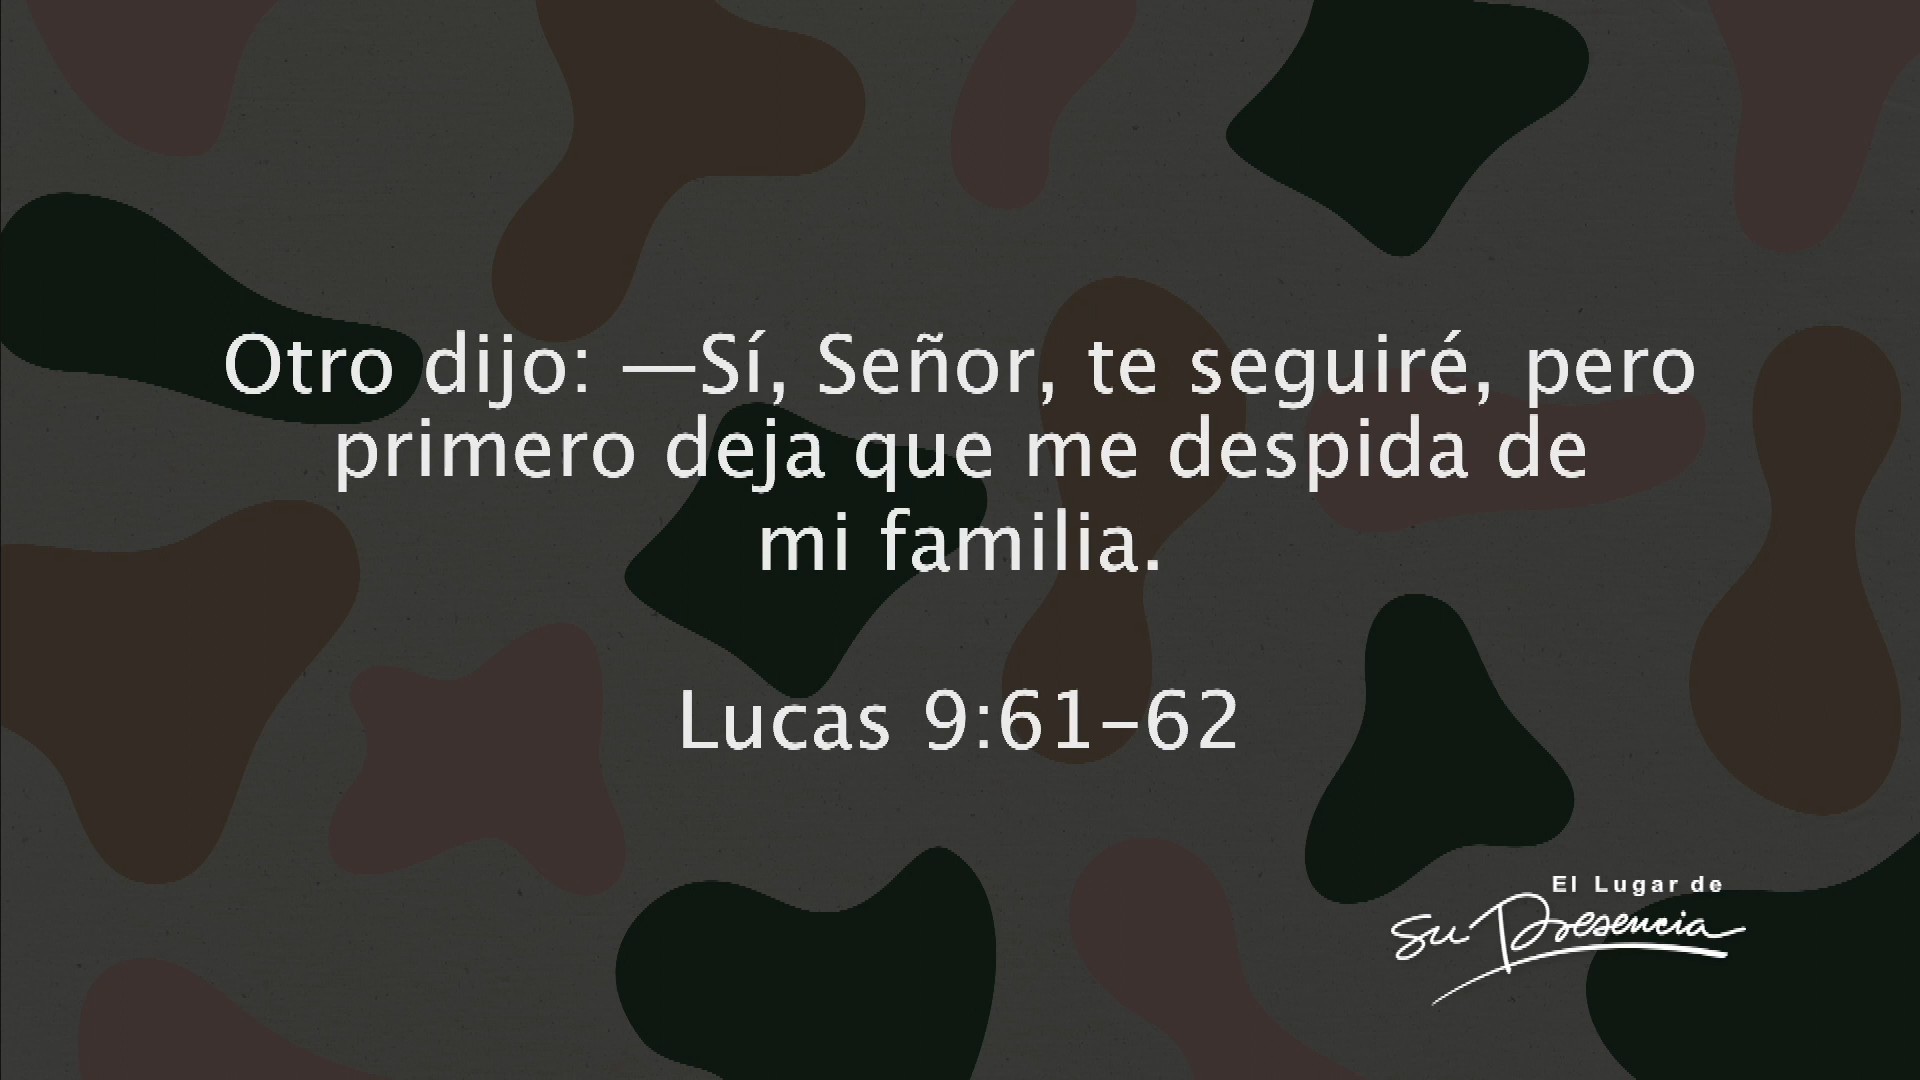 Otro dijo: —Sí, Señor, te seguiré, pero
primero deja que me despida de
mi familia.
Lucas 9:61-62
El Lugar de
Su Presencia